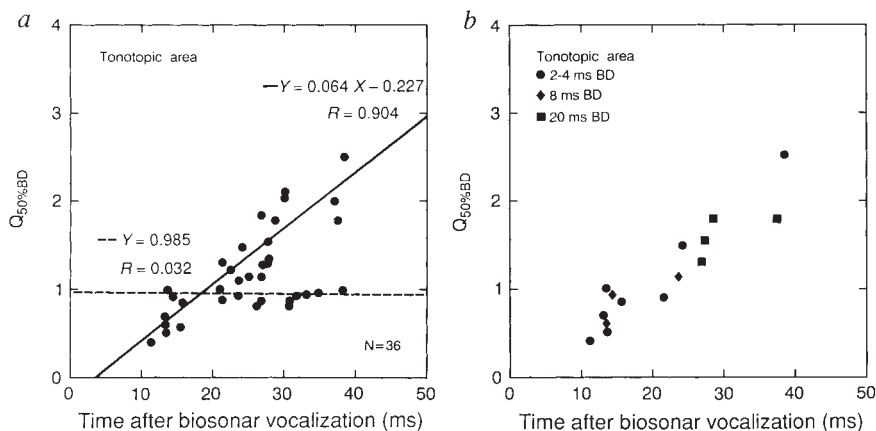 a
Tonotopic area
Y = 0.064 X − 0.227
R = 0.904
Y = 0.985
R = 0.032
N=36
4
3
2
1
0
Q50%BD
0 10 20 30 40 50
Time after biosonar vocalization (ms)
b
Tonotopic area
2-4 ms BD
8 ms BD
20 ms BD
4
3
2
1
0
Q50%BD
0 10 20 30 40 50
Time after biosonar vocalization (ms)